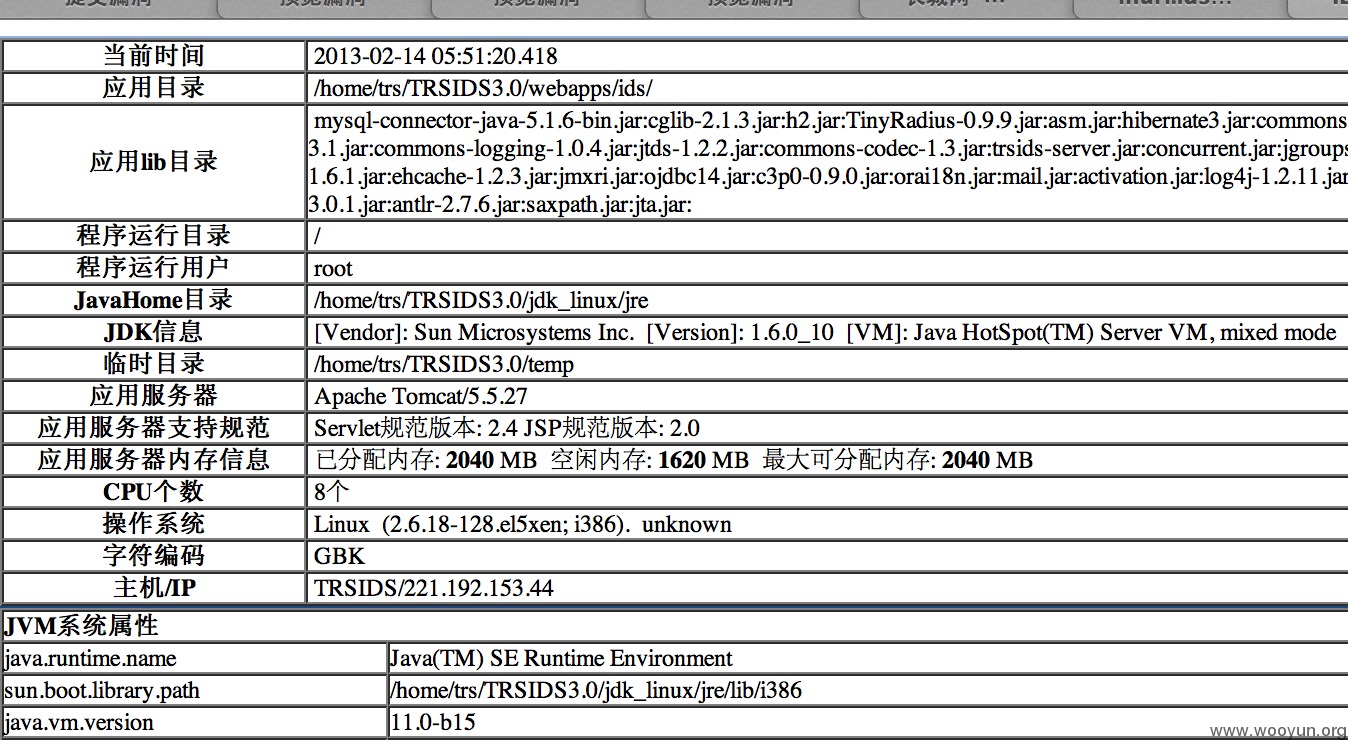 提交漏洞 预览漏洞 预览漏洞 预览漏洞
当前时间 2013-02-14 05:51:20.418
应用目录 /home/trs/TRSIDS3.0/webapps/ids/
应用lib目录 mysql-connector-java-5.1.6-bin.jar:cglib-2.1.3.jar:h2.jar:TinyRadius-0.9.9.jar:asm.jar:hibernate3.jar:commons
3.1.jar:commons-logging-1.0.4.jar:jtds-1.2.2.jar:commons-codec-1.3.jar:trsids-server.jar:concurrent.jar:jgroups
1.6.1.jar:ehcache-1.2.3.jar:jmxri.jar:ojdbc14.jar:c3p0-0.9.0.jar:orai18n.jar:mail.jar:activation.jar:log4j-1.2.11.jar
3.0.1.jar:antlr-2.7.6.jar:saxpath.jar:jta.jar:
程序运行目录 /
程序运行用户 root
JavaHome目录 /home/trs/TRSIDS3.0/jdk_linux/jre
JDK信息 [Vendor]: Sun Microsystems Inc. [Version]: 1.6.0_10 [VM]: Java HotSpot(TM) Server VM, mixed mode
临时目录 /home/trs/TRSIDS3.0/temp
应用服务器 Apache Tomcat/5.5.27
应用服务器支持规范 Servlet规范版本: 2.4 JSP规范版本: 2.0
应用服务器内存信息 已分配内存: 2040 MB 空闲内存: 1620 MB 最大可分配内存: 2040 MB
CPU个数 8个
操作系统 Linux (2.6.18-128.el5xen; i386). unknown
字符编码 GBK
主机/IP TRSIDS/221.192.153.44
JVM系统属性
java.runtime.name Java(TM) SE Runtime Environment
sun.boot.library.path /home/trs/TRSIDS3.0/jdk_linux/jre/lib/i386
java.vm.version 11.0-b15
www.wooyun.org